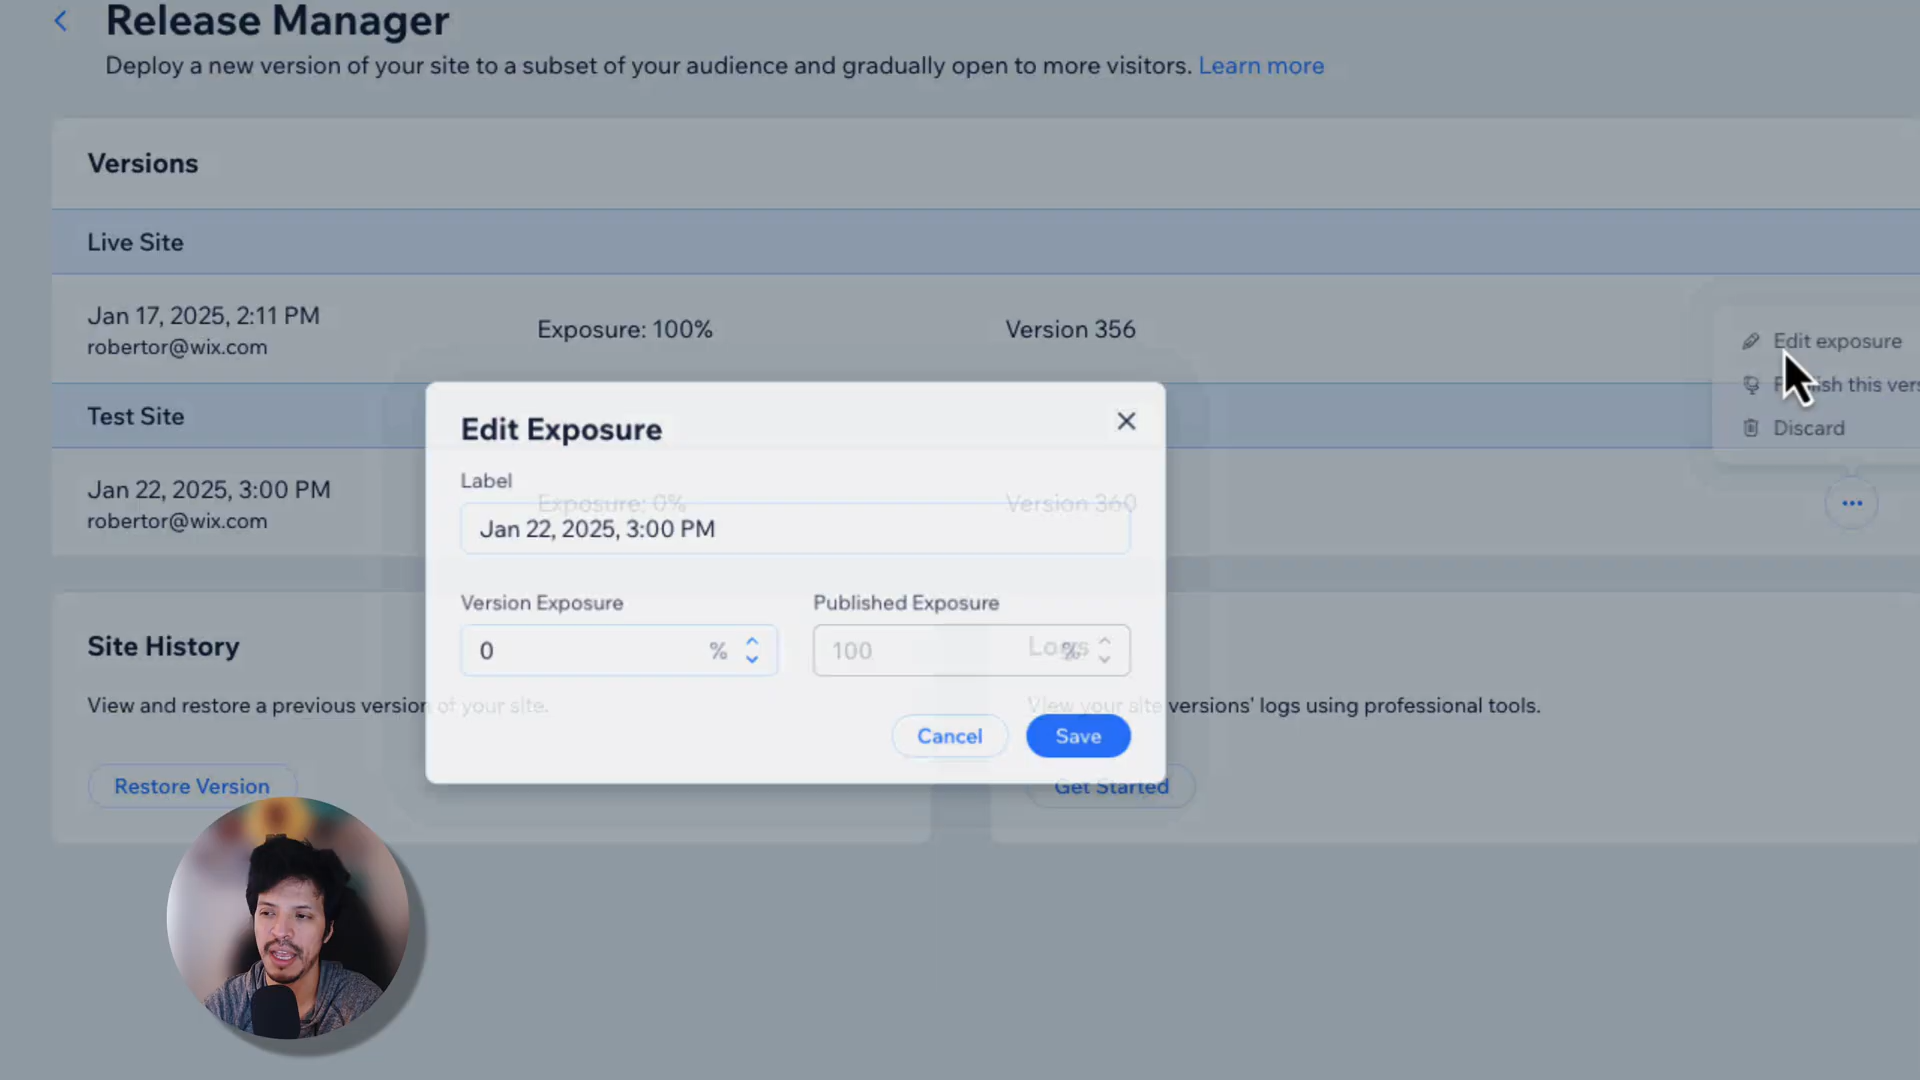 Release Manager
Deploy a new version of your site to a subset of your audience and gradually open to more visitors. Learn more
Versions
Live Site
Jan 17, 2025, 2:11 PM
robertor@wix.com
Exposure: 100%
Version 356
Edit exposure
Publish this vers
Discard
Test Site
Jan 22, 2025, 3:00 PM
robertor@wix.com
Exposure: 0%
Version 360
Edit Exposure
Label
Jan 22, 2025, 3:00 PM
Version Exposure
0 %
Published Exposure
100 %
Cancel
Save
Site History
View and restore a previous version of your site.
Restore Version
Logs
View your site versions' logs using professional tools.
Get Started